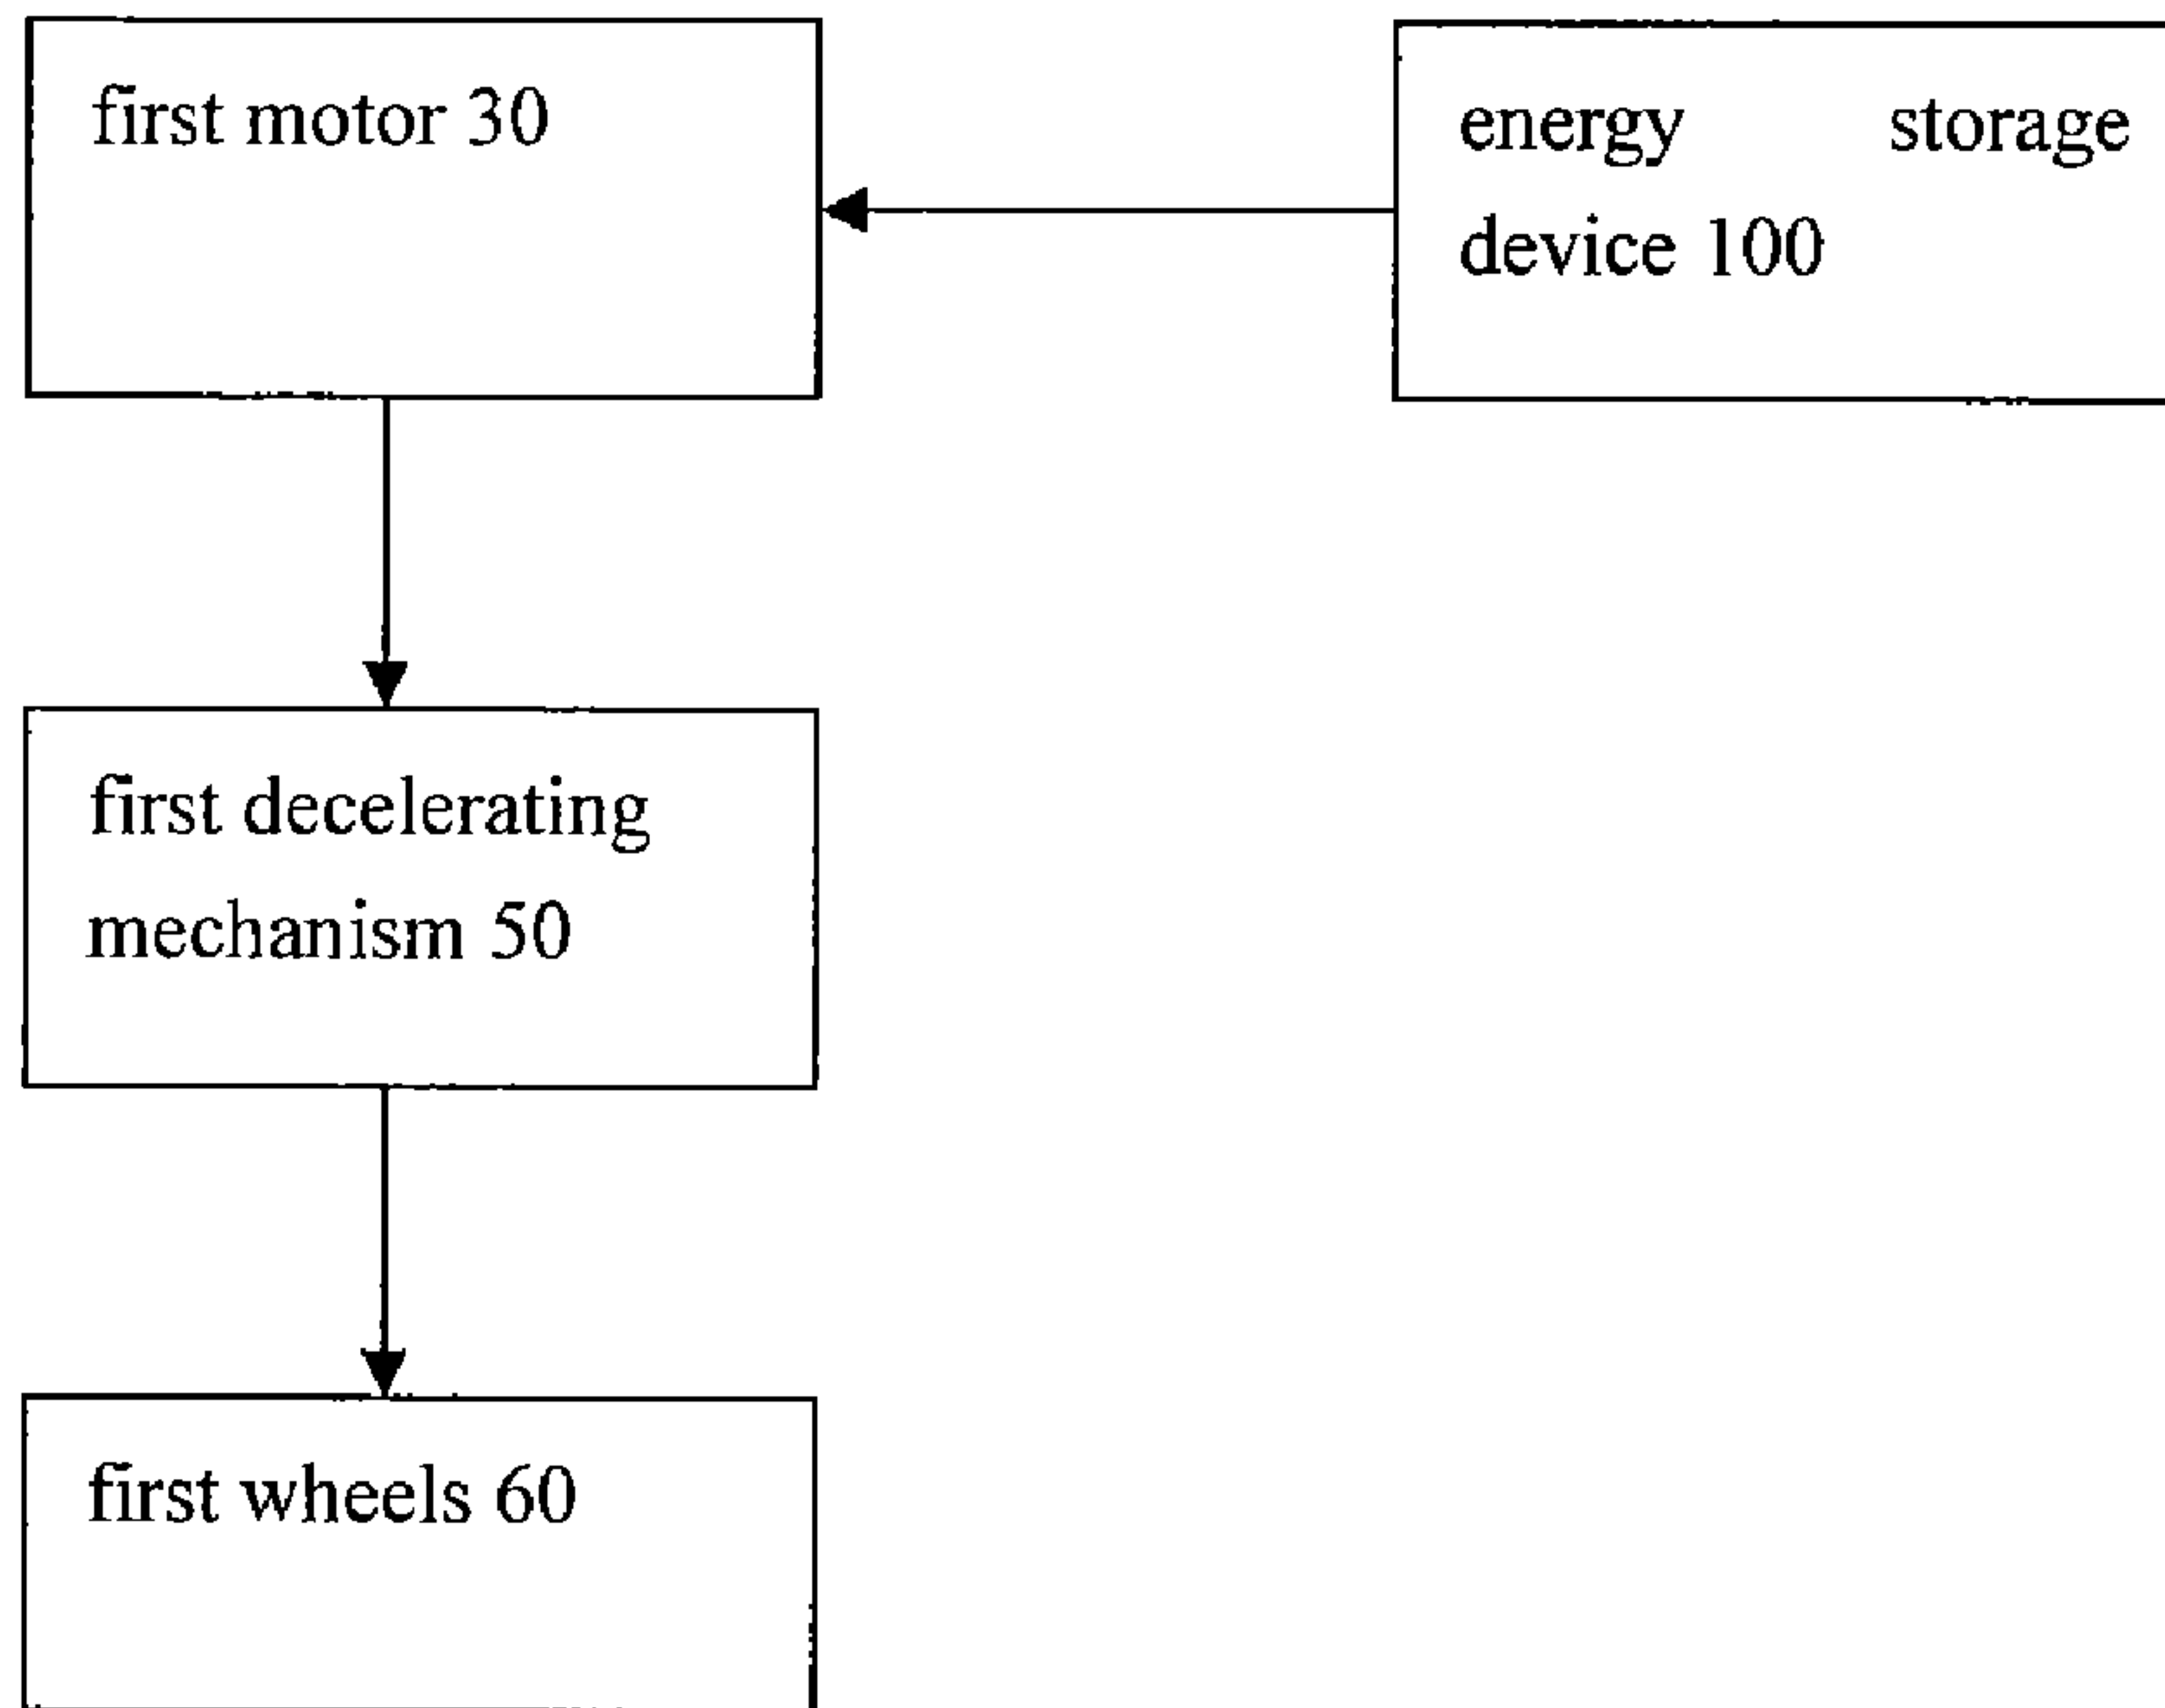 first motor 30
energy storage
device 100
first decelerating
mechanism 50
first wheels 60